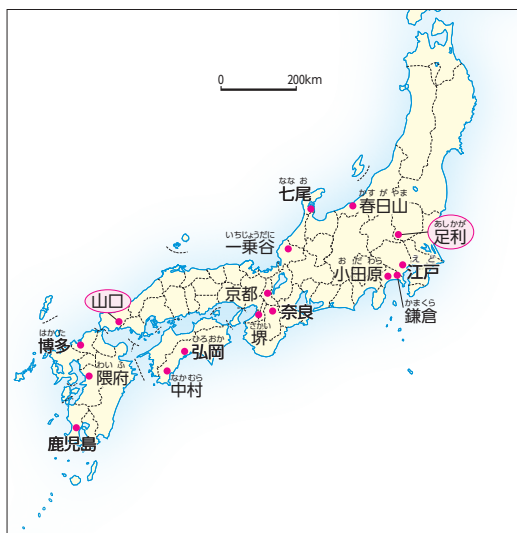 0 200km
ななお
七尾
かすがやま
春日山
いちじょうだに
一乗谷
あしかが
足利
おだわら
小田原
えど
江戸
かまくら
鎌倉
京都
奈良
さかい
堺
山口
はかた
博多
ひろおか
弘岡
わいふ
隈府
なかむら
中村
鹿児島